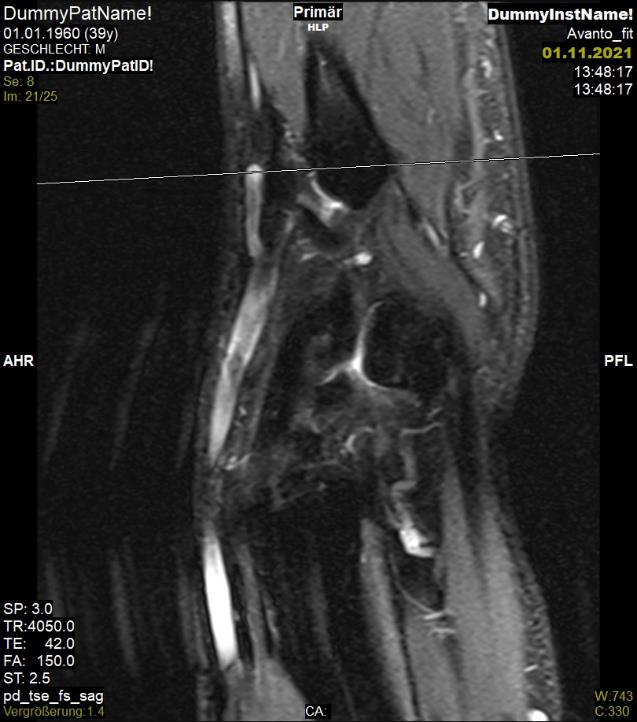 DummyPatName!
01.01.1960 (39y)
GESCHLECHT: M
Pat.ID.:DummyPatID!
Se: 8
Im: 21/25
Primär
HLP
DummyInstName!
Avanto_fit
01.11.2021
13:48:17
13:48:17
AHR
PFL
SP: 3.0
TR:4050.0
TE: 42.0
FA: 150.0
ST: 2.5
pd_tse_fs_sag
Vergrößerung:1.4
CA:
W:743
C:330